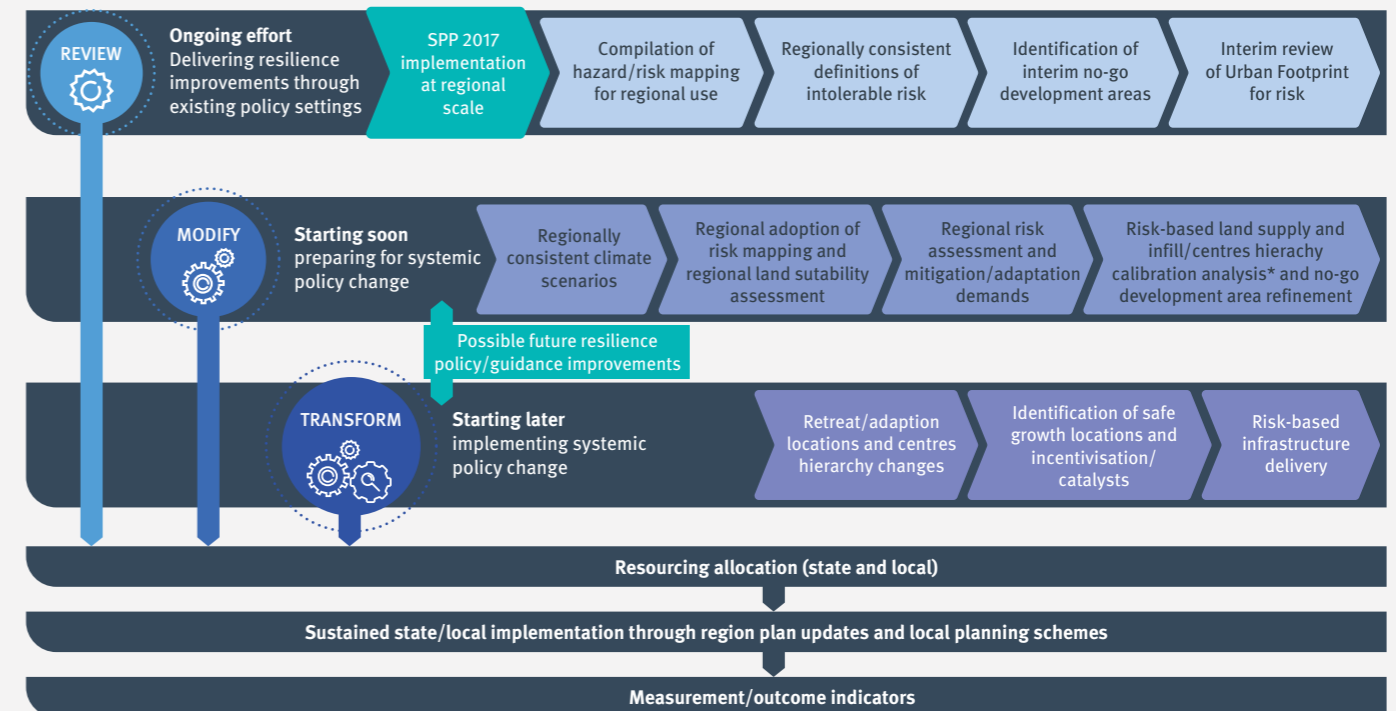 REVIEW
Ongoing effort
Delivering resilience
improvements through
existing policy settings
SPP 2017
implementation
at regional
scale
Compilation of
hazard/risk mapping
for regional use
Regionally consistent
definitions of
intolerable risk
Identification of
interim no-go
development areas
Interim review
of Urban Footprint
for risk
MODIFY
Starting soon
preparing for systemic
policy change
Regionally
consistent climate
scenarios
Regional adoption of
risk mapping and
regional land sutability
assessment
Regional risk
assessment and
mitigation/adaptation
demands
Risk-based land supply and
infill/centres hierachy
calibration analysis* and no-go
development area refinement
Possible future resilience
policy/guidance improvements
TRANSFORM
Starting later
implementing systemic
policy change
Retreat/adaption
locations and centres
hierarchy changes
Identification of safe
growth locations and
incentivisation/
catalysts
Risk-based
infrastructure
delivery
Resourcing allocation (state and local)
Sustained state/local implementation through region plan updates and local planning schemes
Measurement/outcome indicators